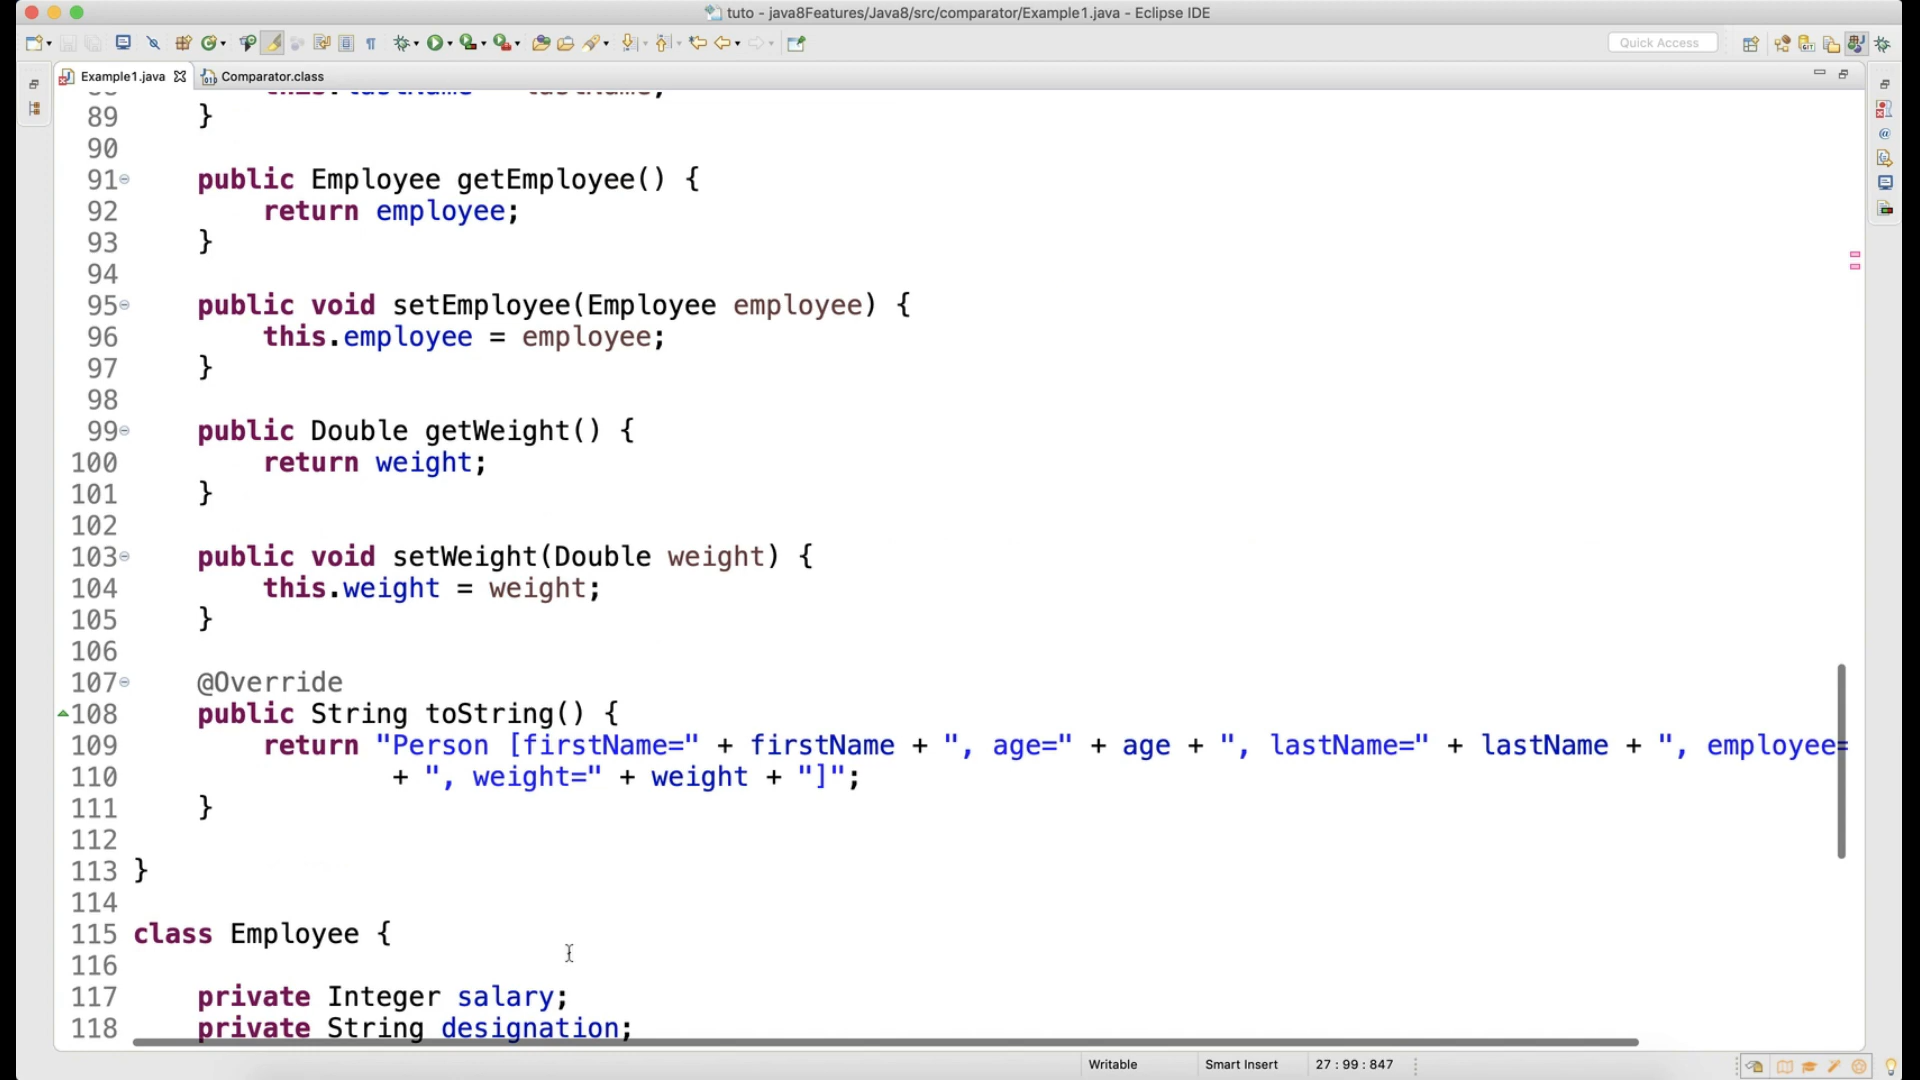 tuto - java8Features/Java8/src/comparator/Example1.java - Eclipse IDE
Quick Access
Example1.java Comparator.class
89 }
90
91 public Employee getEmployee() {
92 return employee;
93 }
94
95 public void setEmployee(Employee employee) {
96 this.employee = employee;
97 }
98
99 public Double getWeight() {
100 return weight;
101 }
102
103 public void setWeight(Double weight) {
104 this.weight = weight;
105 }
106
107 @Override
108 public String toString() {
109 return "Person [firstName=" + firstName + ", age=" + age + ", lastName=" + lastName + ", employee=
110 + ", weight=" + weight + "]";
111 }
112
113 }
114
115 class Employee {
116
117 private Integer salary;
118 private String designation;
Writable Smart Insert 27 : 99 : 847